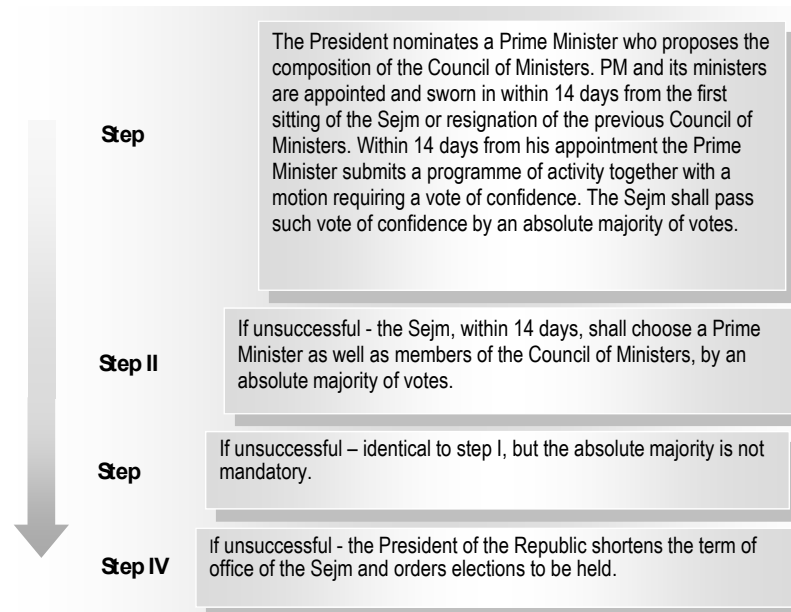 Step
The President nominates a Prime Minister who proposes the
composition of the Council of Ministers. PM and its ministers
are appointed and sworn in within 14 days from the first
sitting of the Sejm or resignation of the previous Council of
Ministers. Within 14 days from his appointment the Prime
Minister submits a programme of activity together with a
motion requiring a vote of confidence. The Sejm shall pass
such vote of confidence by an absolute majority of votes.
Step II
If unsuccessful - the Sejm, within 14 days, shall choose a Prime
Minister as well as members of the Council of Ministers, by an
absolute majority of votes.
Step
If unsuccessful – identical to step I, but the absolute majority is not
mandatory.
Step IV
If unsuccessful - the President of the Republic shortens the term of
office of the Sejm and orders elections to be held.